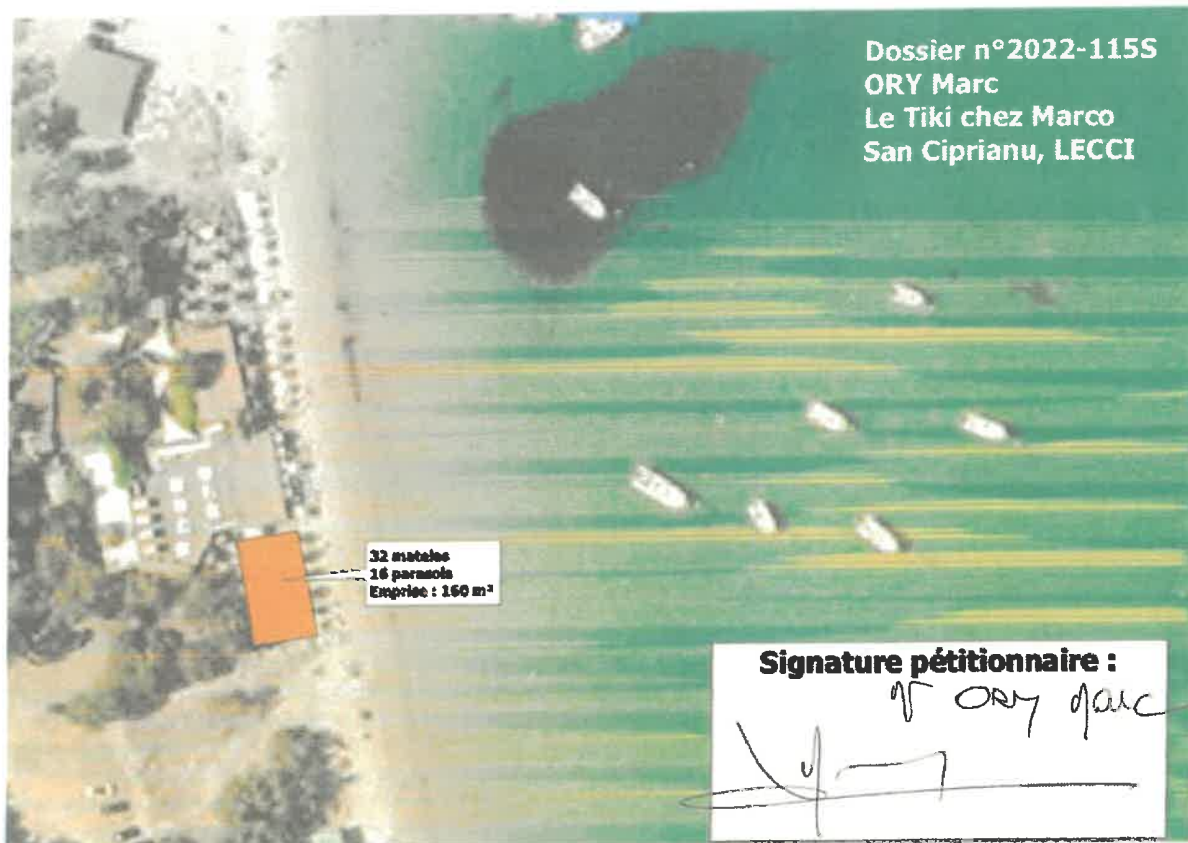 Dossier n°2022-115S
ORY Marc
Le Tiki chez Marco
San Ciprianu, LECCI
32 matelas
16 parasols
Emprise : 160 m²
Signature pétitionnaire :
ORY Marc